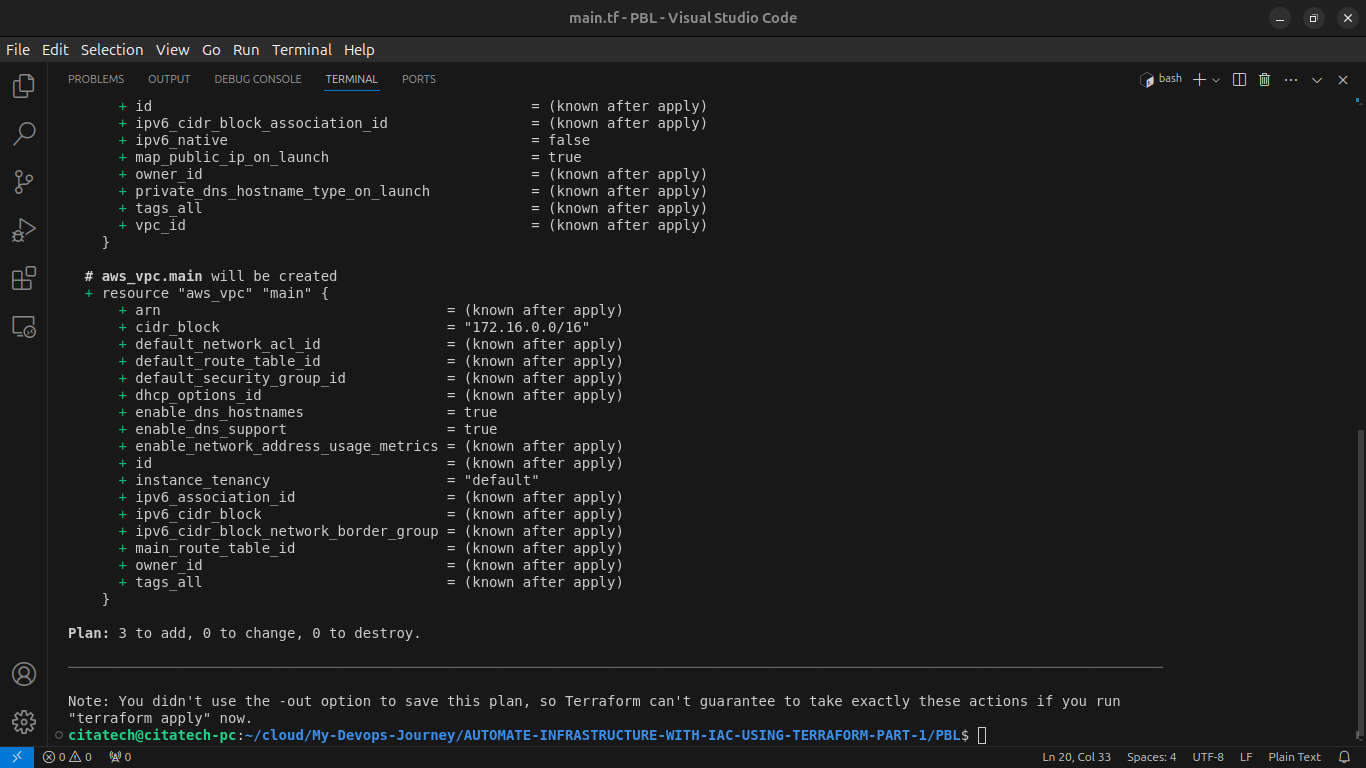 main.tf - PBL - Visual Studio Code
File Edit Selection View Go Run Terminal Help
PROBLEMS OUTPUT DEBUG CONSOLE TERMINAL PORTS bash
+ id = (known after apply)
+ ipv6_cidr_block_association_id = (known after apply)
+ ipv6_native = false
+ map_public_ip_on_launch = true
+ owner_id = (known after apply)
+ private_dns_hostname_type_on_launch = (known after apply)
+ tags_all = (known after apply)
+ vpc_id = (known after apply)
}
# aws_vpc.main will be created
+ resource "aws_vpc" "main" {
+ arn = (known after apply)
+ cidr_block = "172.16.0.0/16"
+ default_network_acl_id = (known after apply)
+ default_route_table_id = (known after apply)
+ default_security_group_id = (known after apply)
+ dhcp_options_id = (known after apply)
+ enable_dns_hostnames = true
+ enable_dns_support = true
+ enable_network_address_usage_metrics = (known after apply)
+ id = (known after apply)
+ instance_tenancy = "default"
+ ipv6_association_id = (known after apply)
+ ipv6_cidr_block = (known after apply)
+ ipv6_cidr_block_network_border_group = (known after apply)
+ main_route_table_id = (known after apply)
+ owner_id = (known after apply)
+ tags_all = (known after apply)
}
Plan: 3 to add, 0 to change, 0 to destroy.
Note: You didn't use the -out option to save this plan, so Terraform can't guarantee to take exactly these actions if you run
"terraform apply" now.
citatech@citatech-pc:~/cloud/My-Devops-Journey/AUTOMATE-INFRASTRUCTURE-WITH-IAC-USING-TERRAFORM-PART-1/PBL$
0 0 0 Ln 20, Col 33 Spaces: 4 UTF-8 LF Plain Text